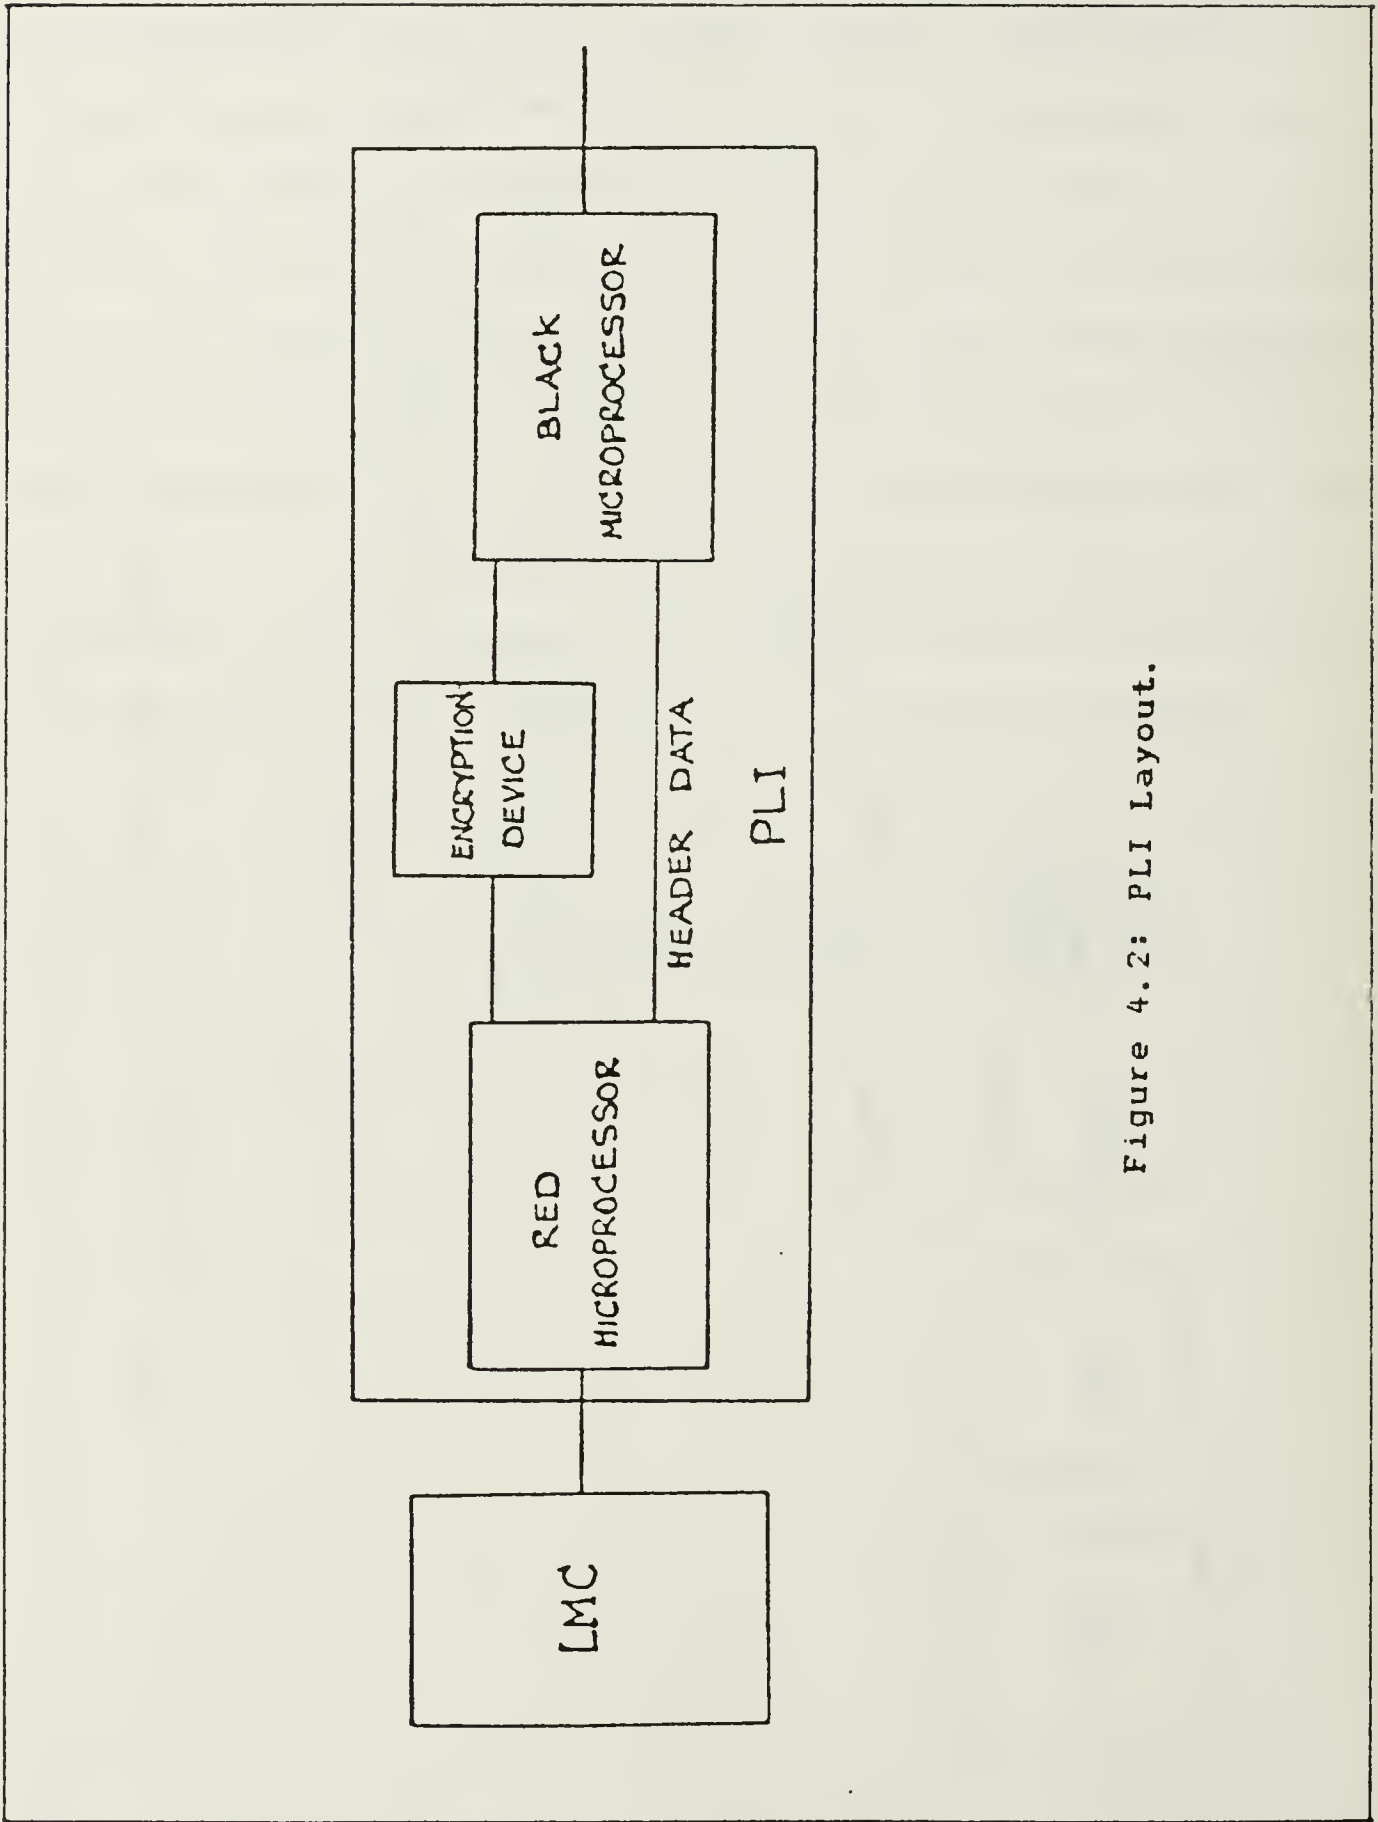 LMC
RED
MICROPROCESSOR
ENCRYPTION
DEVICE
HEADER DATA
BLACK
MICROPROCESSOR
PLI
Figure 4.2: PLI Layout.